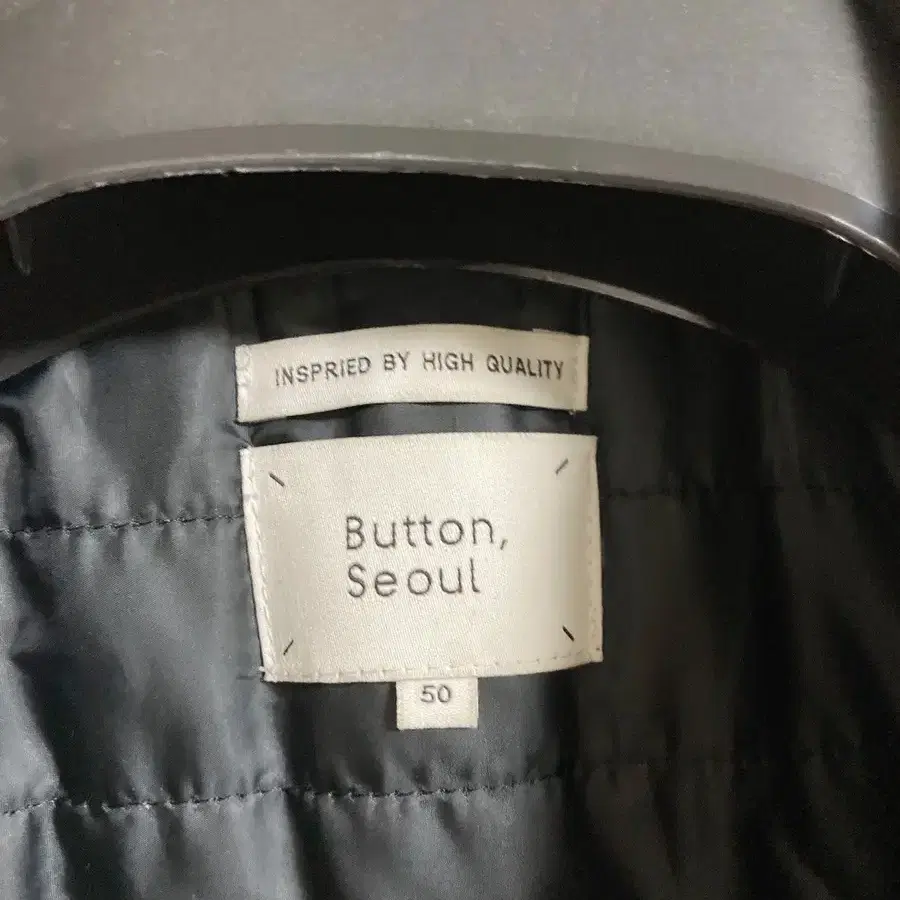 INSPRIED BY HIGH QUALITY
Button,
Seoul
50